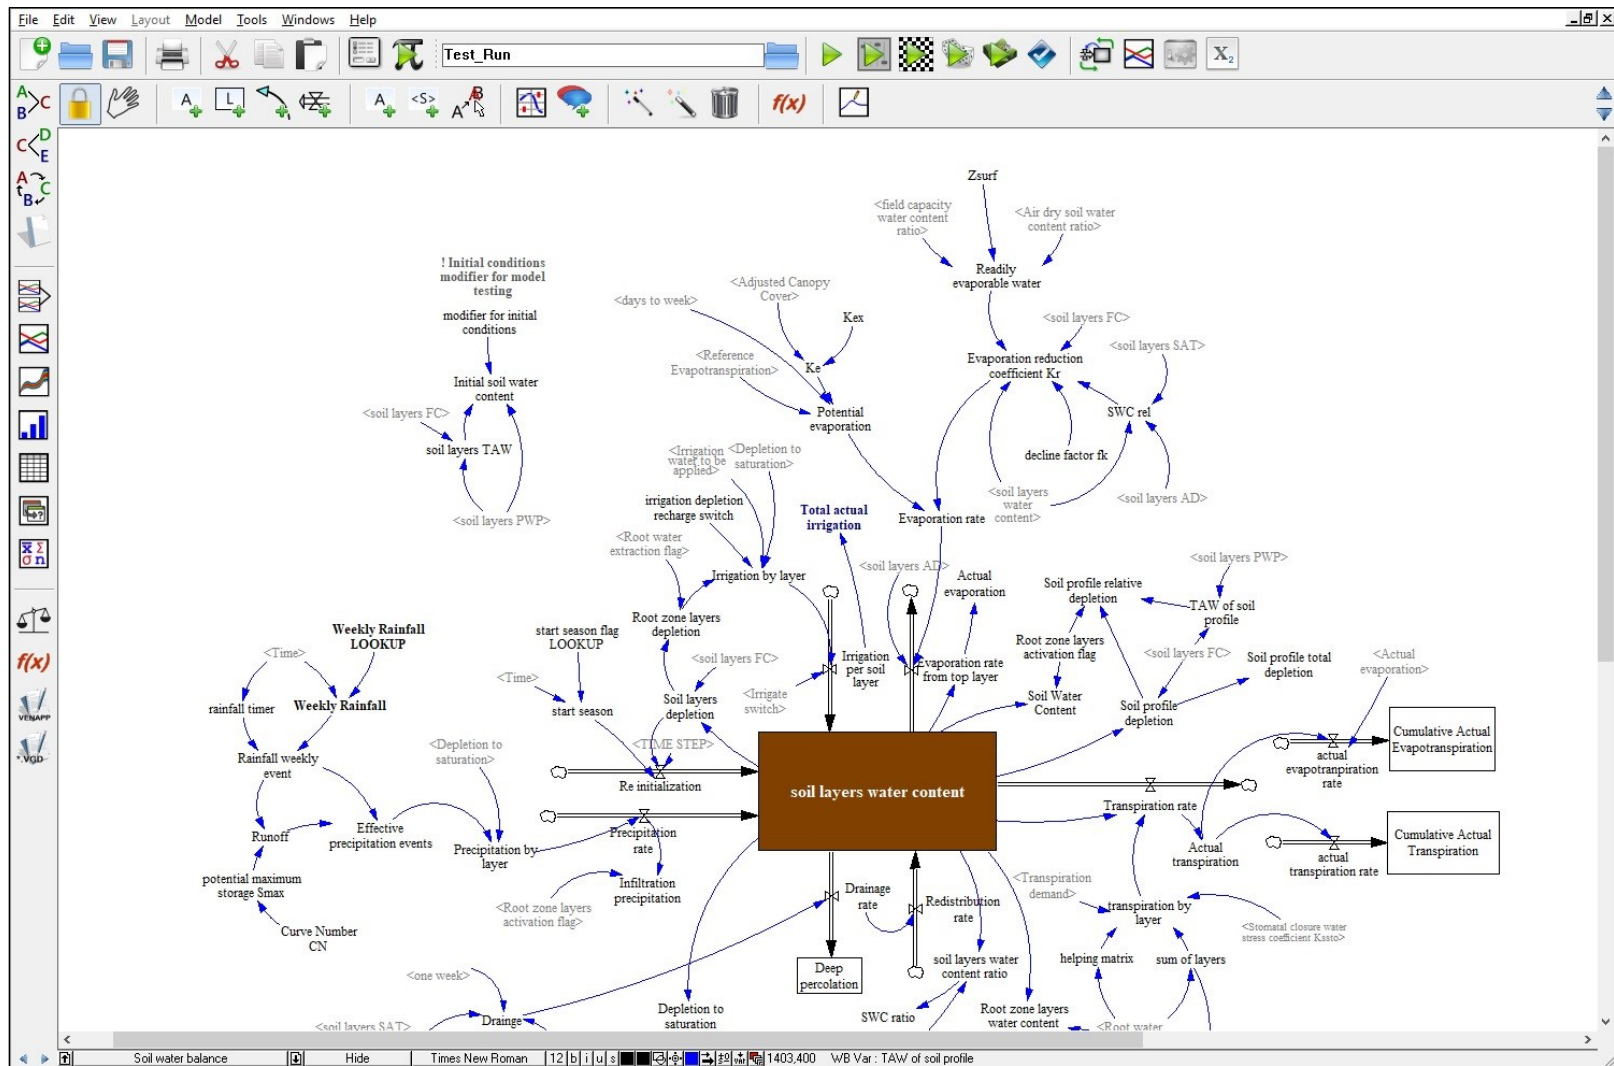 File Edit View Layout Model Tools Windows Help
Test_Run
X2
A B C
A L A <S> A B f(x)
C D E
A B C
Zsurf
<field capacity
water content
ratio>
<Air dry soil water
content ratio>
Readily
evaporable water
! Initial conditions
modifier for model
testing
modifier for initial
conditions
Initial soil water
content
<soil layers FC>
soil layers TAW
<soil layers PWP>
<days to week>
<Adjusted Canopy
Cover>
Kex
<Reference
Evapotranspiration>
Ke
Potential
evaporation
<soil layers FC>
<soil layers SAT>
Evaporation reduction
coefficient Kr
SWC rel
decline factor fk
<soil layers
water
content>
<soil layers AD>
<Irrigation
water to be
applied>
<Depletion to
saturation>
irrigation depletion
recharge switch
Total actual
irrigation
Evaporation rate
<Root water
extraction flag>
Irrigation by layer
<soil layers AD>
Actual
evaporation
Soil profile relative
depletion
<soil layers PWP>
TAW of soil
profile
Root zone layers
depletion
Root zone layers
activation flag
<soil layers FC>
Soil profile total
depletion
<Actual
evaporation>
start season flag
LOOKUP
Weekly Rainfall
LOOKUP
<Time>
<Time>
<soil layers FC>
Irrigation
per soil
layer
Evaporation rate
from top layer
<Irrigate
switch>
Soil Water
Content
Soil profile
depletion
rainfall timer
Weekly Rainfall
start season
Soil layers
depletion
<TIME STEP>
Re initialization
Cumulative Actual
Evapotranspiration
actual
evapotranpiration
rate
Rainfall weekly
event
<Depletion to
saturation>
soil layers water content
Transpiration rate
Runoff
Effective
precipitation events
Precipitation by
layer
Precipitation
rate
Actual
transpiration
actual
transpiration rate
Cumulative Actual
Transpiration
potential maximum
storage Smax
Curve Number
CN
<Root zone layers
activation flag>
Infiltration
precipitation
Drainage
rate
Redistribution
rate
<Transpiration
demand>
transpiration by
layer
<Stomatal closure water
stress coefficient Kssto>
helping matrix
sum of layers
<one week>
Deep
percolation
soil layers water
content ratio
SWC ratio
Root zone layers
water content
<Root water
Depletion to
saturation
Drainge
<soil layers SAT>
x Σ
σ n
f(x)
VENAPP
*.VGD
Soil water balance Hide Times New Roman 12 b i u s 1403,400 WB Var : TAW of soil profile